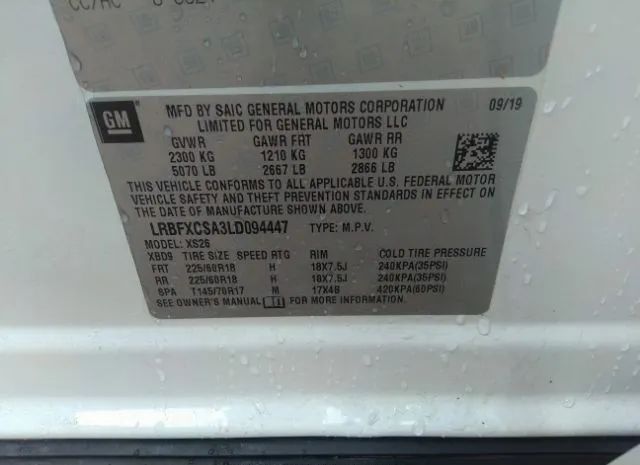 GM
MFD BY SAIC GENERAL MOTORS CORPORATION 09/19
LIMITED FOR GENERAL MOTORS LLC
GVWR GAWR FRT GAWR RR
2300 KG 1210 KG 1300 KG
5070 LB 2667 LB 2866 LB
THIS VEHICLE CONFORMS TO ALL APPLICABLE U.S. FEDERAL MOTOR
VEHICLE SAFETY AND THEFT PREVENTION STANDARDS IN EFFECT ON
THE DATE OF MANUFACTURE SHOWN ABOVE.
LRBFXCSA3LD094447 TYPE: M.P.V.
MODEL: XS26
XBD9 TIRE SIZE SPEED RTG RIM COLD TIRE PRESSURE
FRT 225/60R18 H 18X7.5J 240KPA(35PSI)
RR 225/60R18 H 18X7.5J 240KPA(35PSI)
SPA T145/70R17 M 17X4B 420KPA(60PSI)
SEE OWNER'S MANUAL FOR MORE INFORMATION.